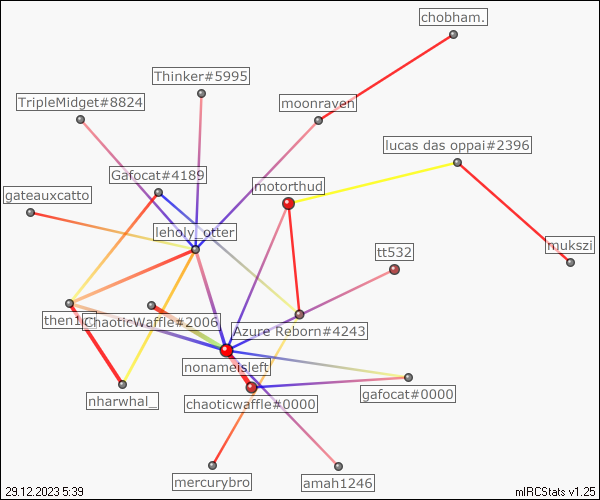 chobham.
Thinker#5995
TripleMidget#8824
moonraven
lucas das oppai#2396
Gafocat#4189
motorthud
gateauxcatto
leholy_otter
mukszi
tt532
ChaoticWaffle#2006
Azure Reborn#4243
nonameisleft
gafocat#0000
nharwhal_
chaoticwaffle#0000
mercurybro
amah1246
29.12.2023 5:39
mIRCStats v1.25